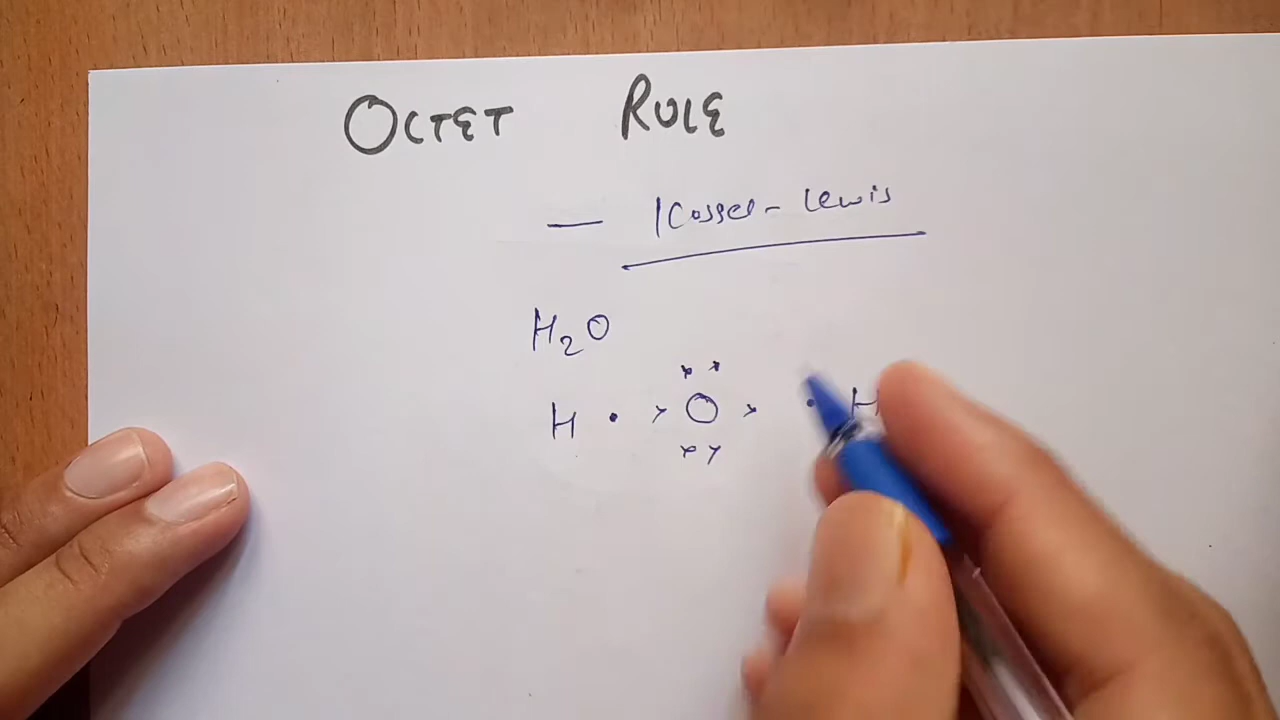 OCTET RULE
— Kossel - Lewis
H₂O
H • × O × • H